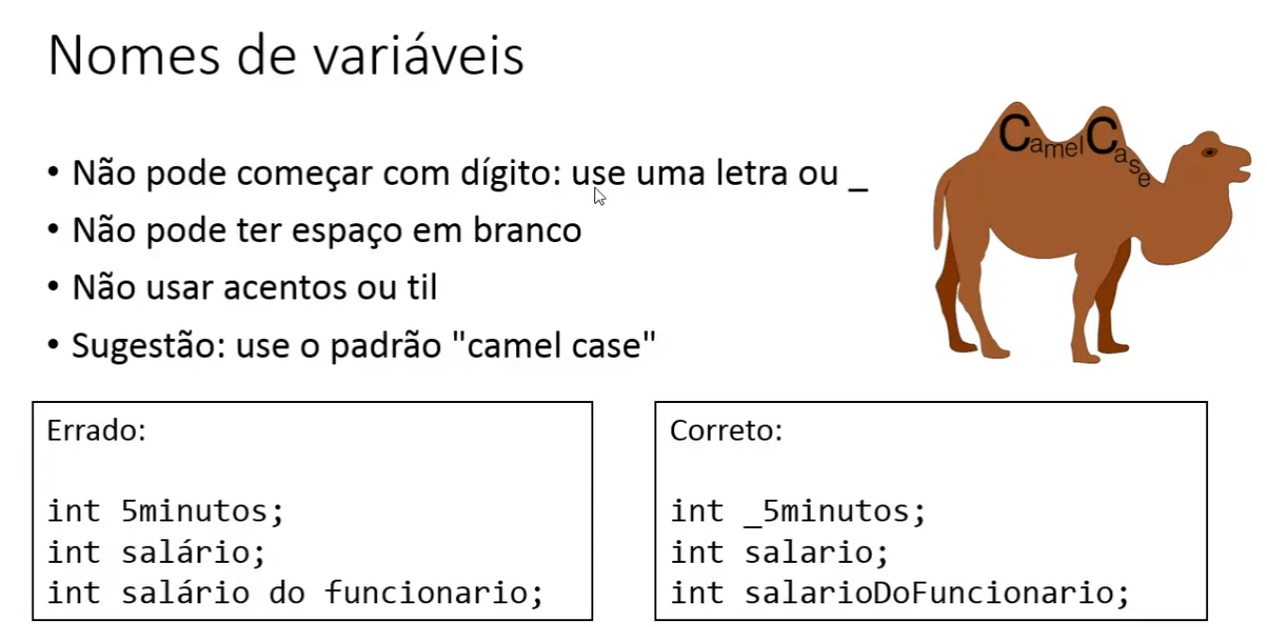 Nomes de variáveis
CamelCase
• Não pode começar com dígito: use uma letra ou _
• Não pode ter espaço em branco
• Não usar acentos ou til
• Sugestão: use o padrão "camel case"
Errado:
int 5minutos;
int salário;
int salário do funcionario;
Correto:
int _5minutos;
int salario;
int salarioDoFuncionario;